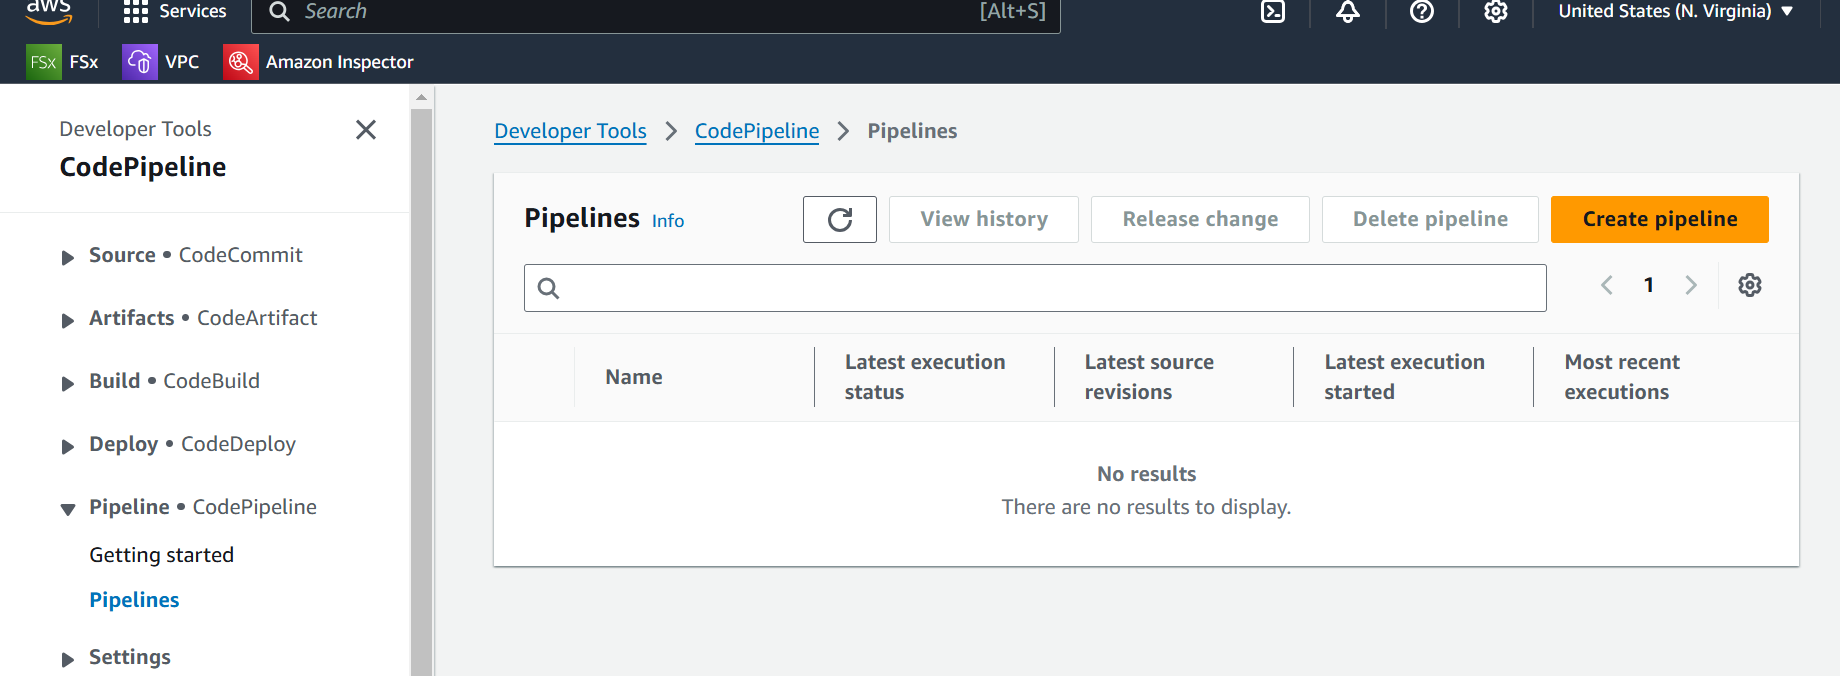 aws
Services
Search
[Alt+S]
United States (N. Virginia)
FSx FSx
VPC
Amazon Inspector
Developer Tools
CodePipeline
Source • CodeCommit
Artifacts • CodeArtifact
Build • CodeBuild
Deploy • CodeDeploy
Pipeline • CodePipeline
Getting started
Pipelines
Settings
Developer Tools > CodePipeline > Pipelines
Pipelines Info
View history
Release change
Delete pipeline
Create pipeline
1
Name
Latest execution
status
Latest source
revisions
Latest execution
started
Most recent
executions
No results
There are no results to display.